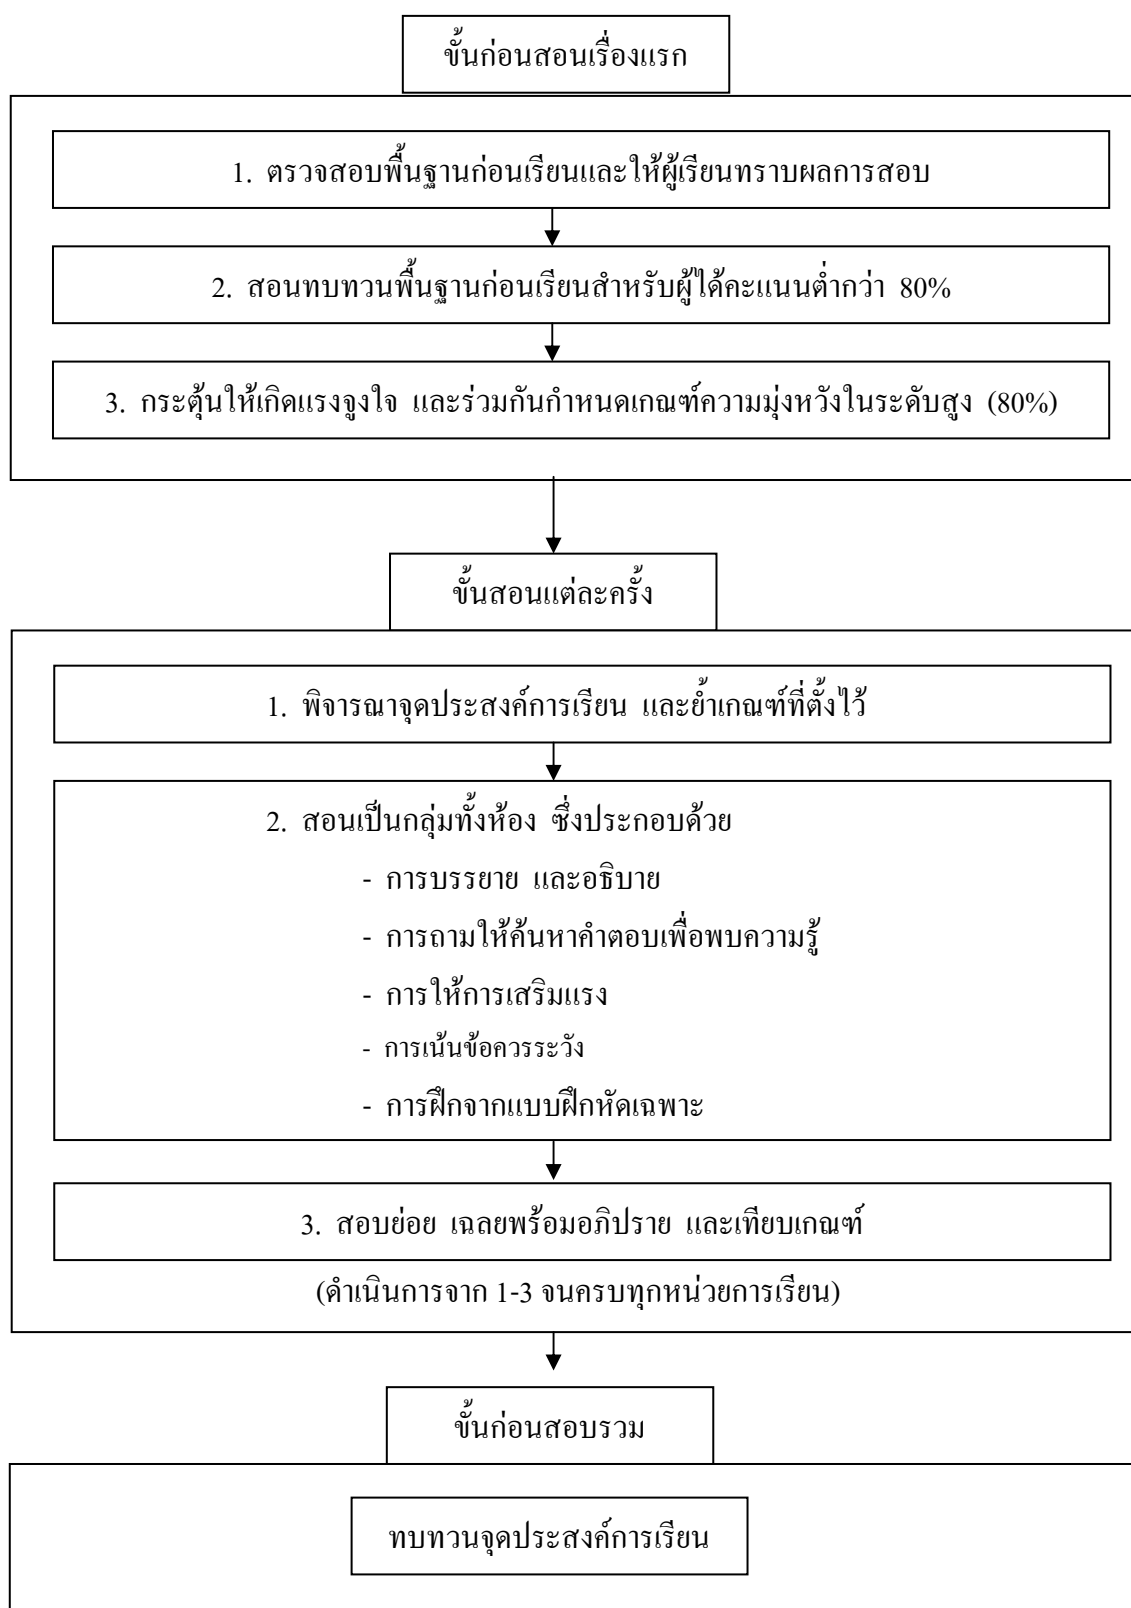 ขั้นก่อนสอนเรื่องแรก
1. ตรวจสอบพื้นฐานก่อนเรียนและให้ผู้เรียนทราบผลการสอบ
2. สอนทบทวนพื้นฐานก่อนเรียนสำหรับผู้ได้คะแนนต่ำกว่า 80%
3. กระตุ้นให้เกิดแรงจูงใจ และร่วมกันกำหนดเกณฑ์ความมุ่งหวังในระดับสูง (80%)
ขั้นสอนแต่ละครั้ง
1. พิจารณาจุดประสงค์การเรียน และย้ำเกณฑ์ที่ตั้งไว้
2. สอนเป็นกลุ่มทั้งห้อง ซึ่งประกอบด้วย
- การบรรยาย และอธิบาย
- การถามให้ค้นหาคำตอบเพื่อพบความรู้
- การให้การเสริมแรง
- การเน้นข้อควรระวัง
- การฝึกจากแบบฝึกหัดเฉพาะ
3. สอบย่อย เฉลยพร้อมอภิปราย และเทียบเกณฑ์
(ดำเนินการจาก 1-3 จนครบทุกหน่วยการเรียน)
ขั้นก่อนสอบรวม
ทบทวนจุดประสงค์การเรียน